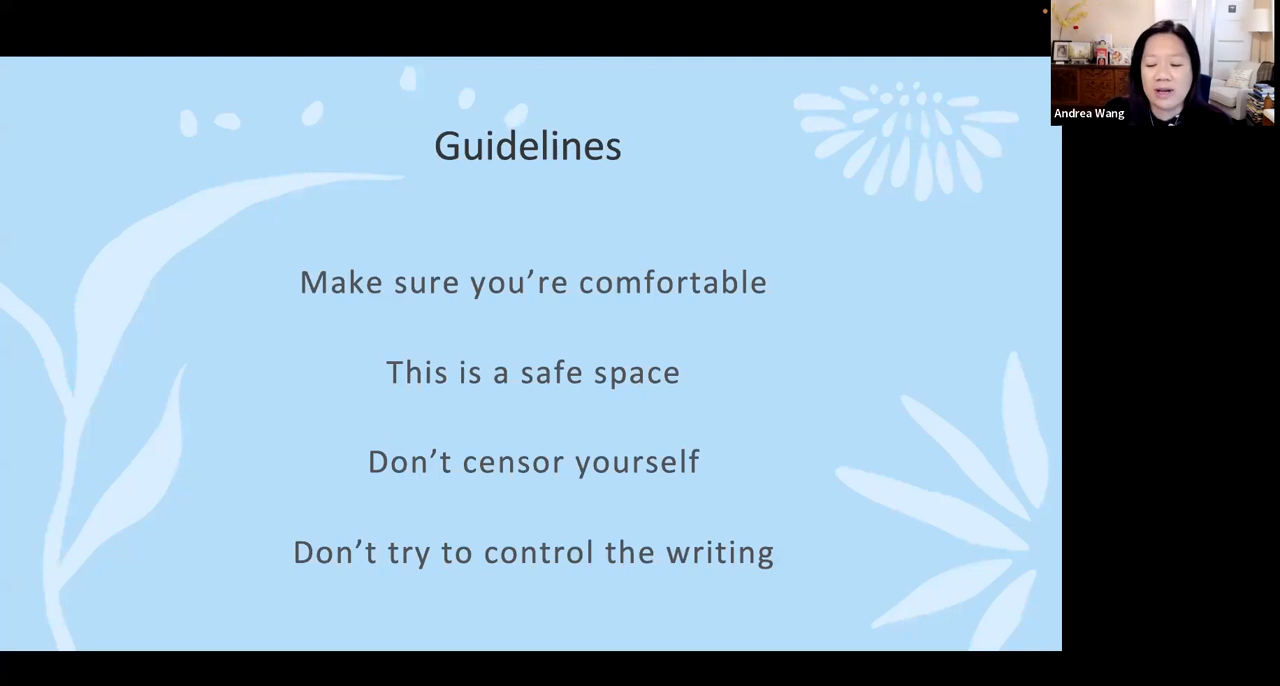 Guidelines
Make sure you’re comfortable
This is a safe space
Don’t censor yourself
Don’t try to control the writing
Andrea Wang